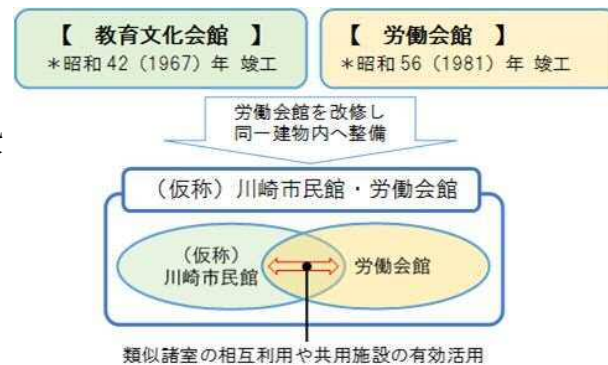 【 教育文化会館 】
＊昭和 42（1967）年 竣工
【 労働会館 】
＊昭和 56（1981）年 竣工
労働会館を改修し
同一建物内へ整備
（仮称）川崎市民館・労働会館
（仮称）
川崎市民館
労働会館
類似諸室の相互利用や共用施設の有効活用